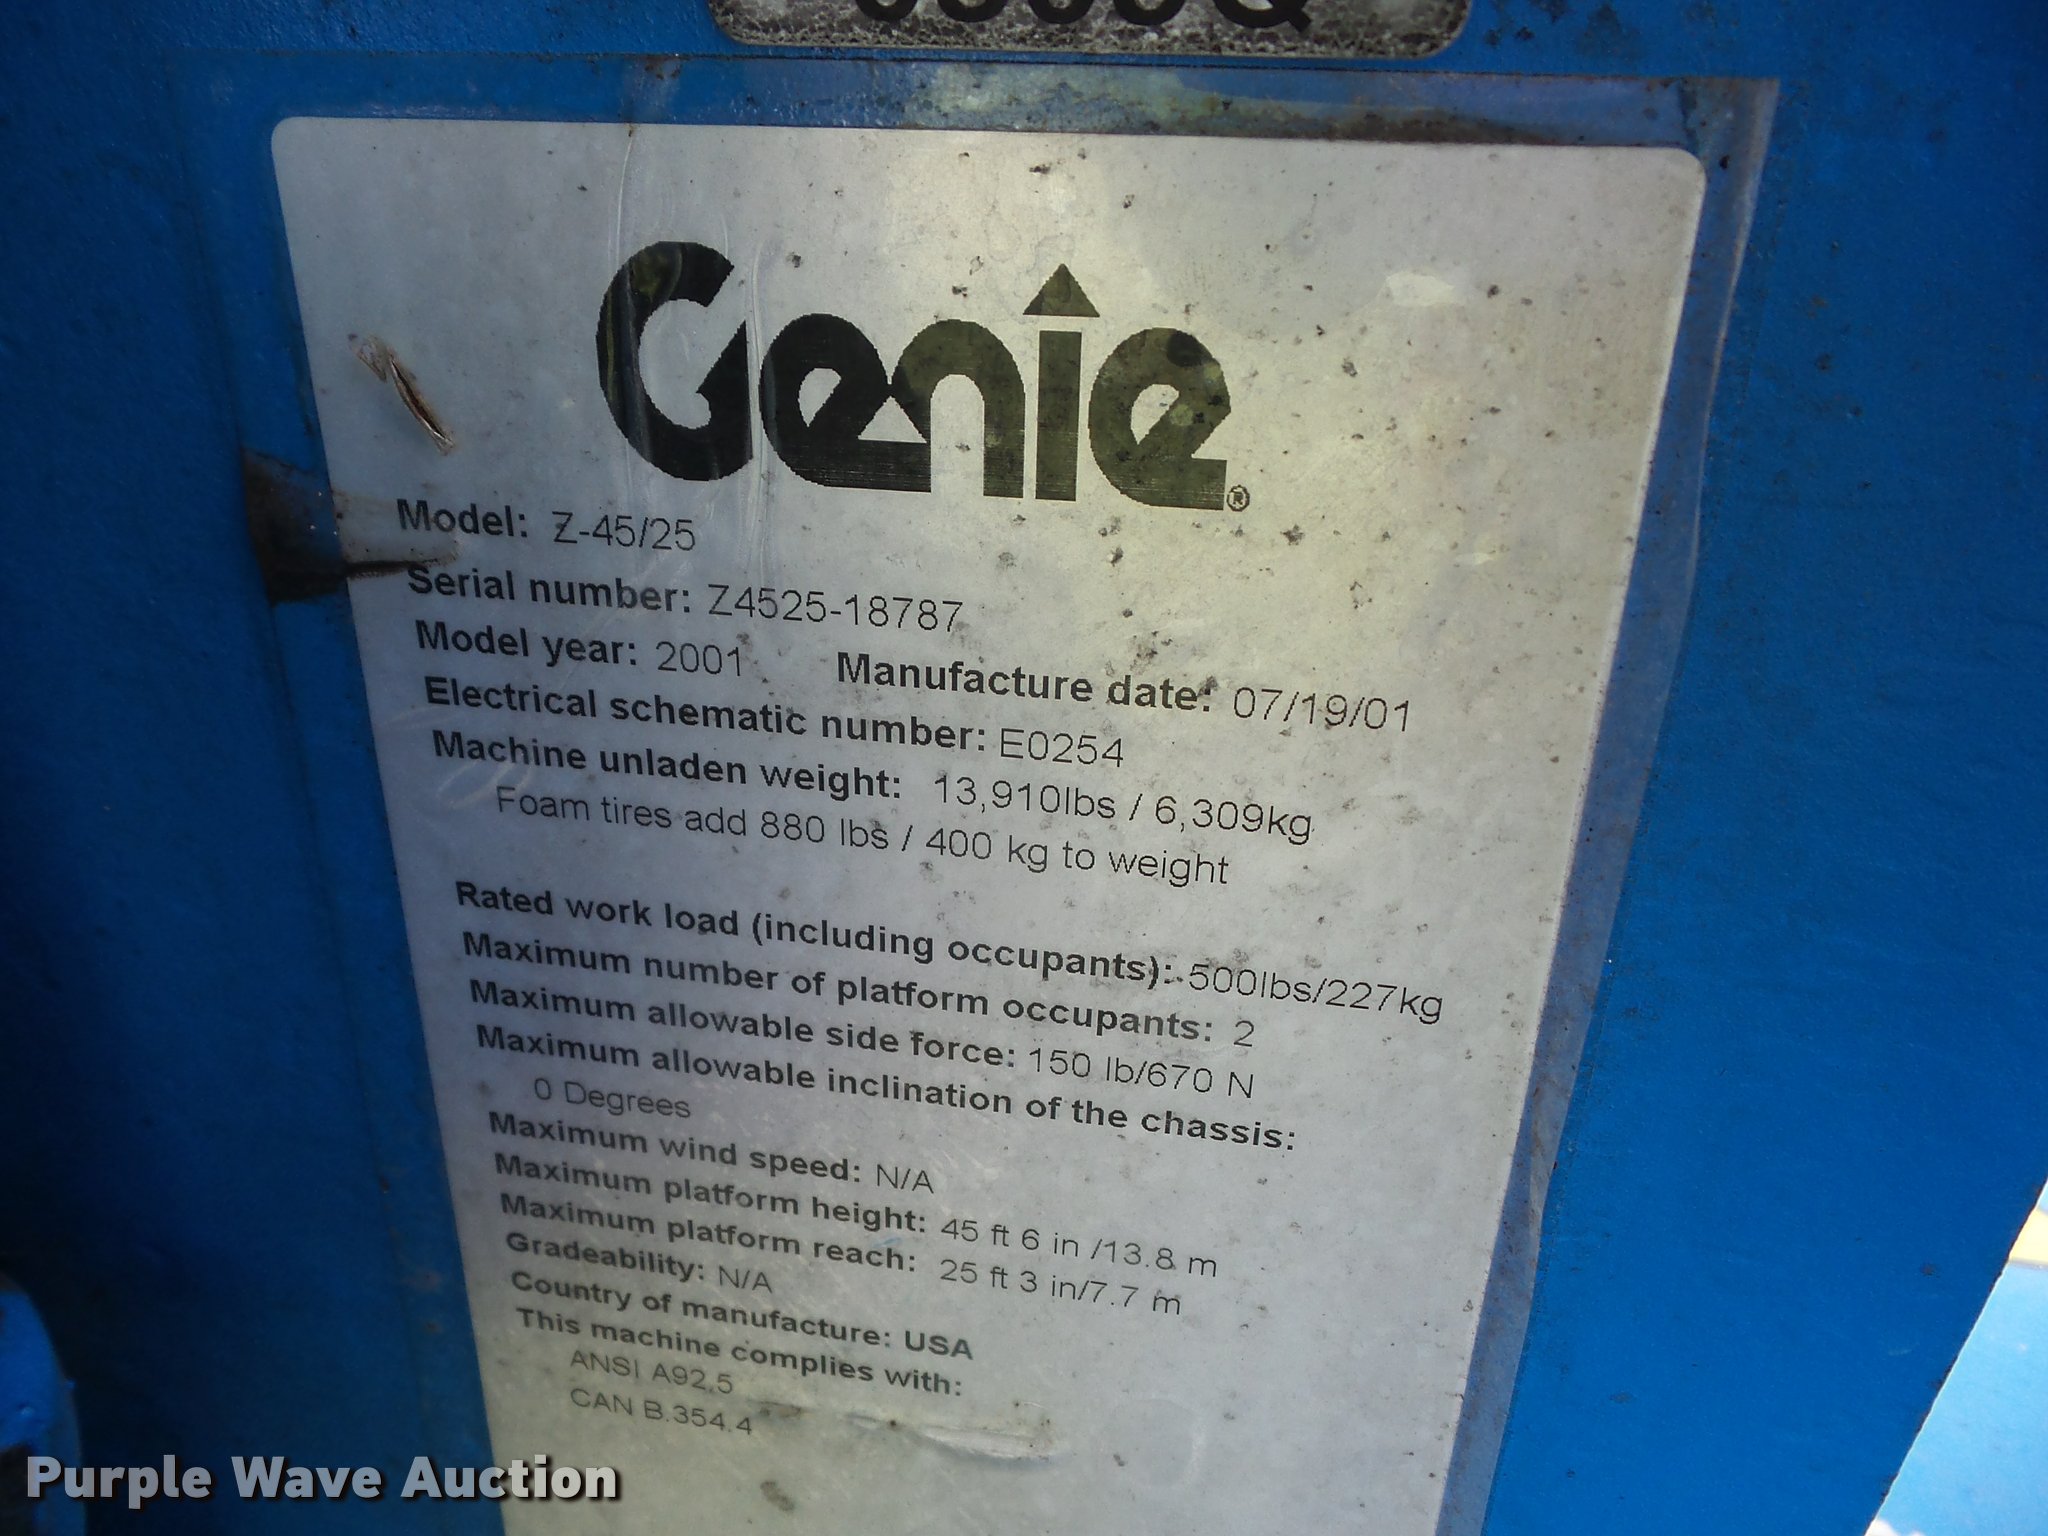 Genie®
Model: Z-45/25
Serial number: Z4525-18787
Model year: 2001 Manufacture date: 07/19/01
Electrical schematic number: E0254
Machine unladen weight: 13,910lbs / 6,309kg
Foam tires add 880 lbs / 400 kg to weight
Rated work load (including occupants): 500lbs/227kg
Maximum number of platform occupants: 2
Maximum allowable side force: 150 lb/670 N
Maximum allowable inclination of the chassis:
0 Degrees
Maximum wind speed: N/A
Maximum platform height: 45 ft 6 in /13.8 m
Maximum platform reach: 25 ft 3 in/7.7 m
Gradeability: N/A
Country of manufacture: USA
This machine complies with:
ANSI A92.5
CAN B.354.4
Purple Wave Auction